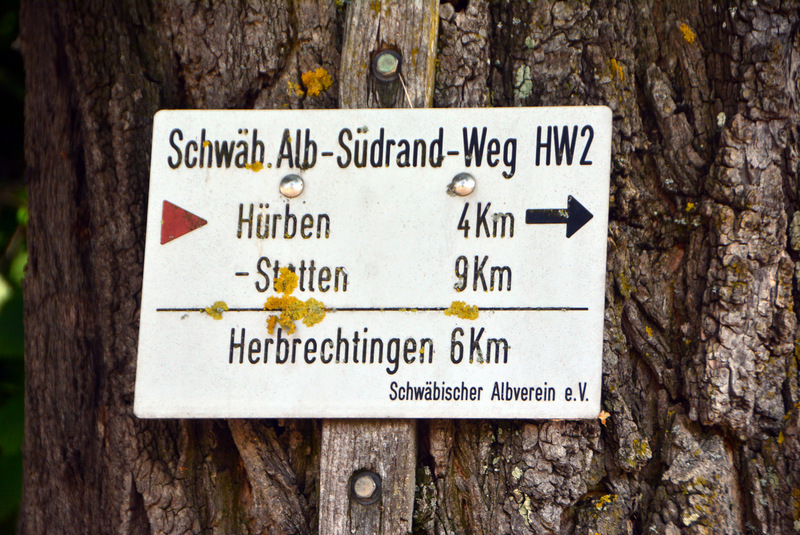 Schwäb. Alb-Südrand-Weg HW2
Hürben 4Km
-Stetten 9Km
Herbrechtingen 6Km
Schwäbischer Albverein e.V.